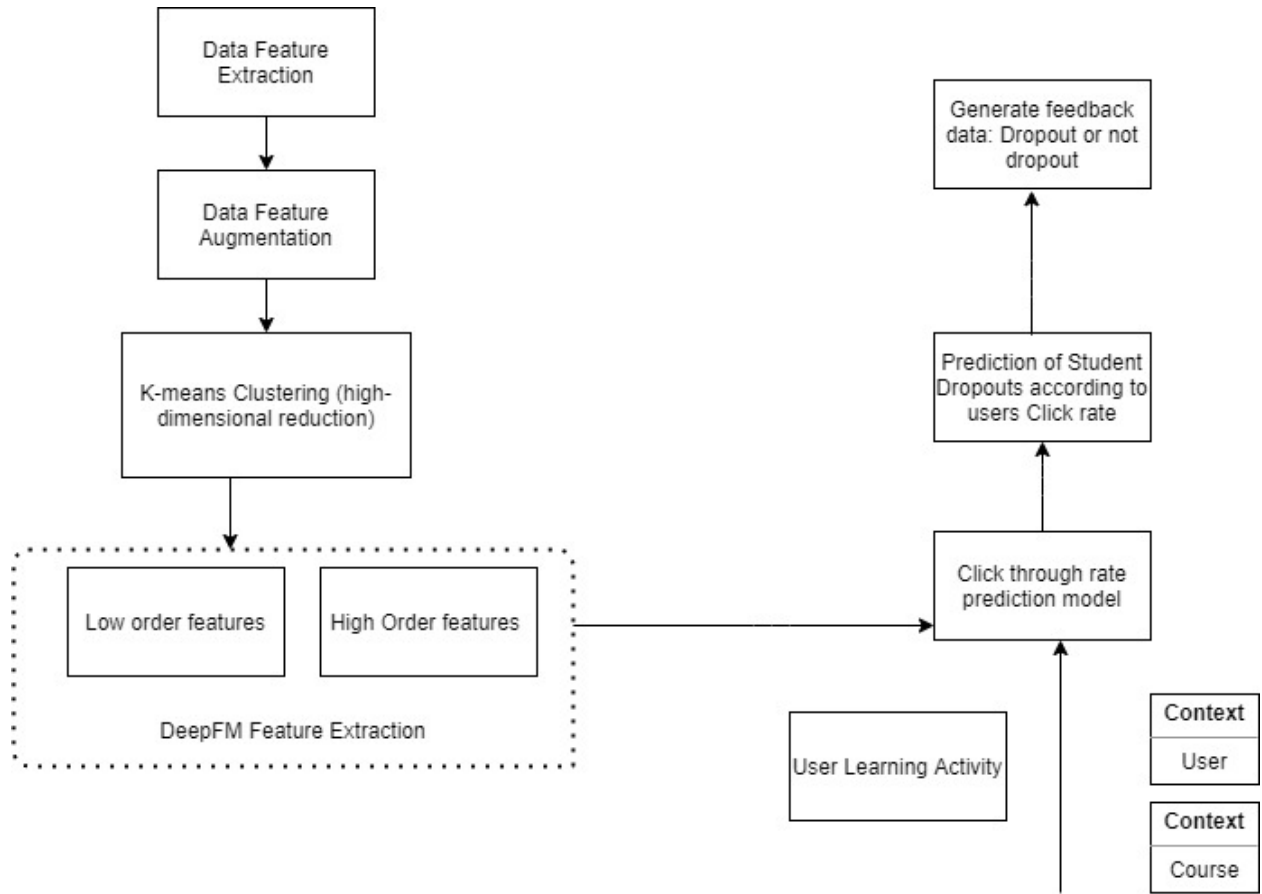 Data Feature
Extraction
Data Feature
Augmentation
K-means Clustering (high-
dimensional reduction)
Low order features
High Order features
DeepFM Feature Extraction
Generate feedback
data: Dropout or not
dropout
Prediction of Student
Dropouts according to
users Click rate
Click through rate
prediction model
User Learning Activity
Context
User
Context
Course